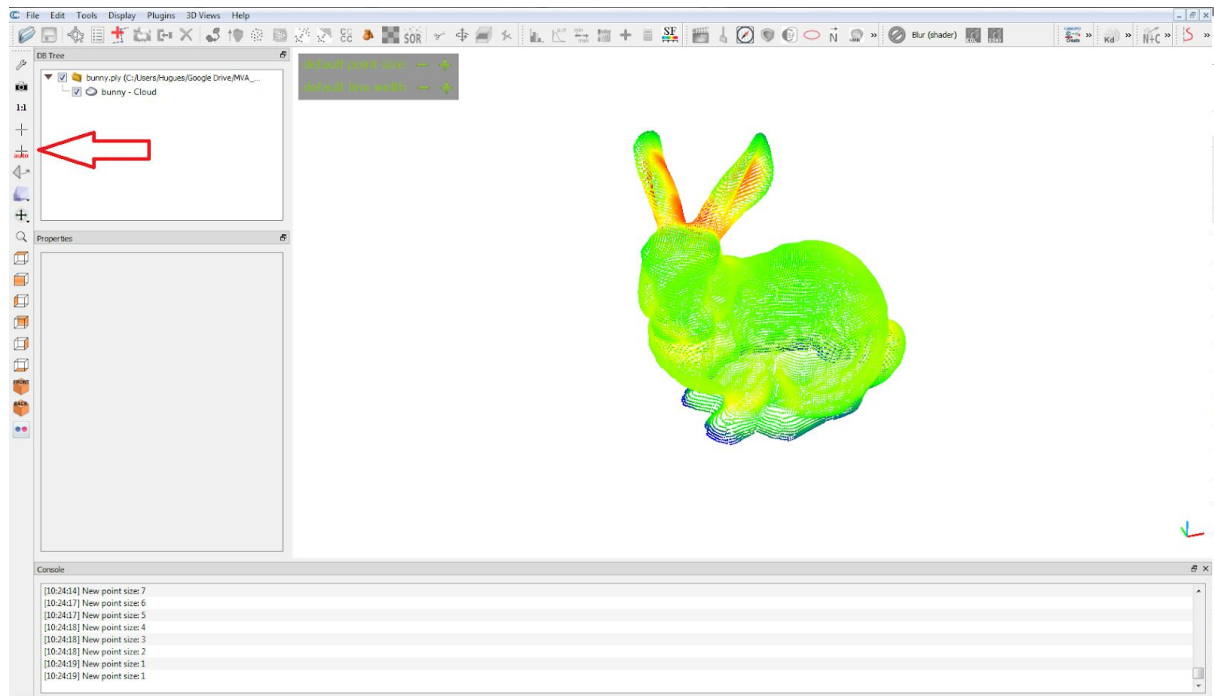 File Edit Tools Display Plugins 3D Views Help
SOR SF N » Blur (shader) » Kd » N+C » S »
DB Tree
bunny.ply (C:/Users/Hugues/Google Drive/MVA_...
bunny - Cloud
default point size
default line width
1:1
auto
Properties
FRONT
BACK
Console
[10:24:14] New point size: 7
[10:24:17] New point size: 6
[10:24:17] New point size: 5
[10:24:18] New point size: 4
[10:24:18] New point size: 3
[10:24:18] New point size: 2
[10:24:19] New point size: 1
[10:24:19] New point size: 1